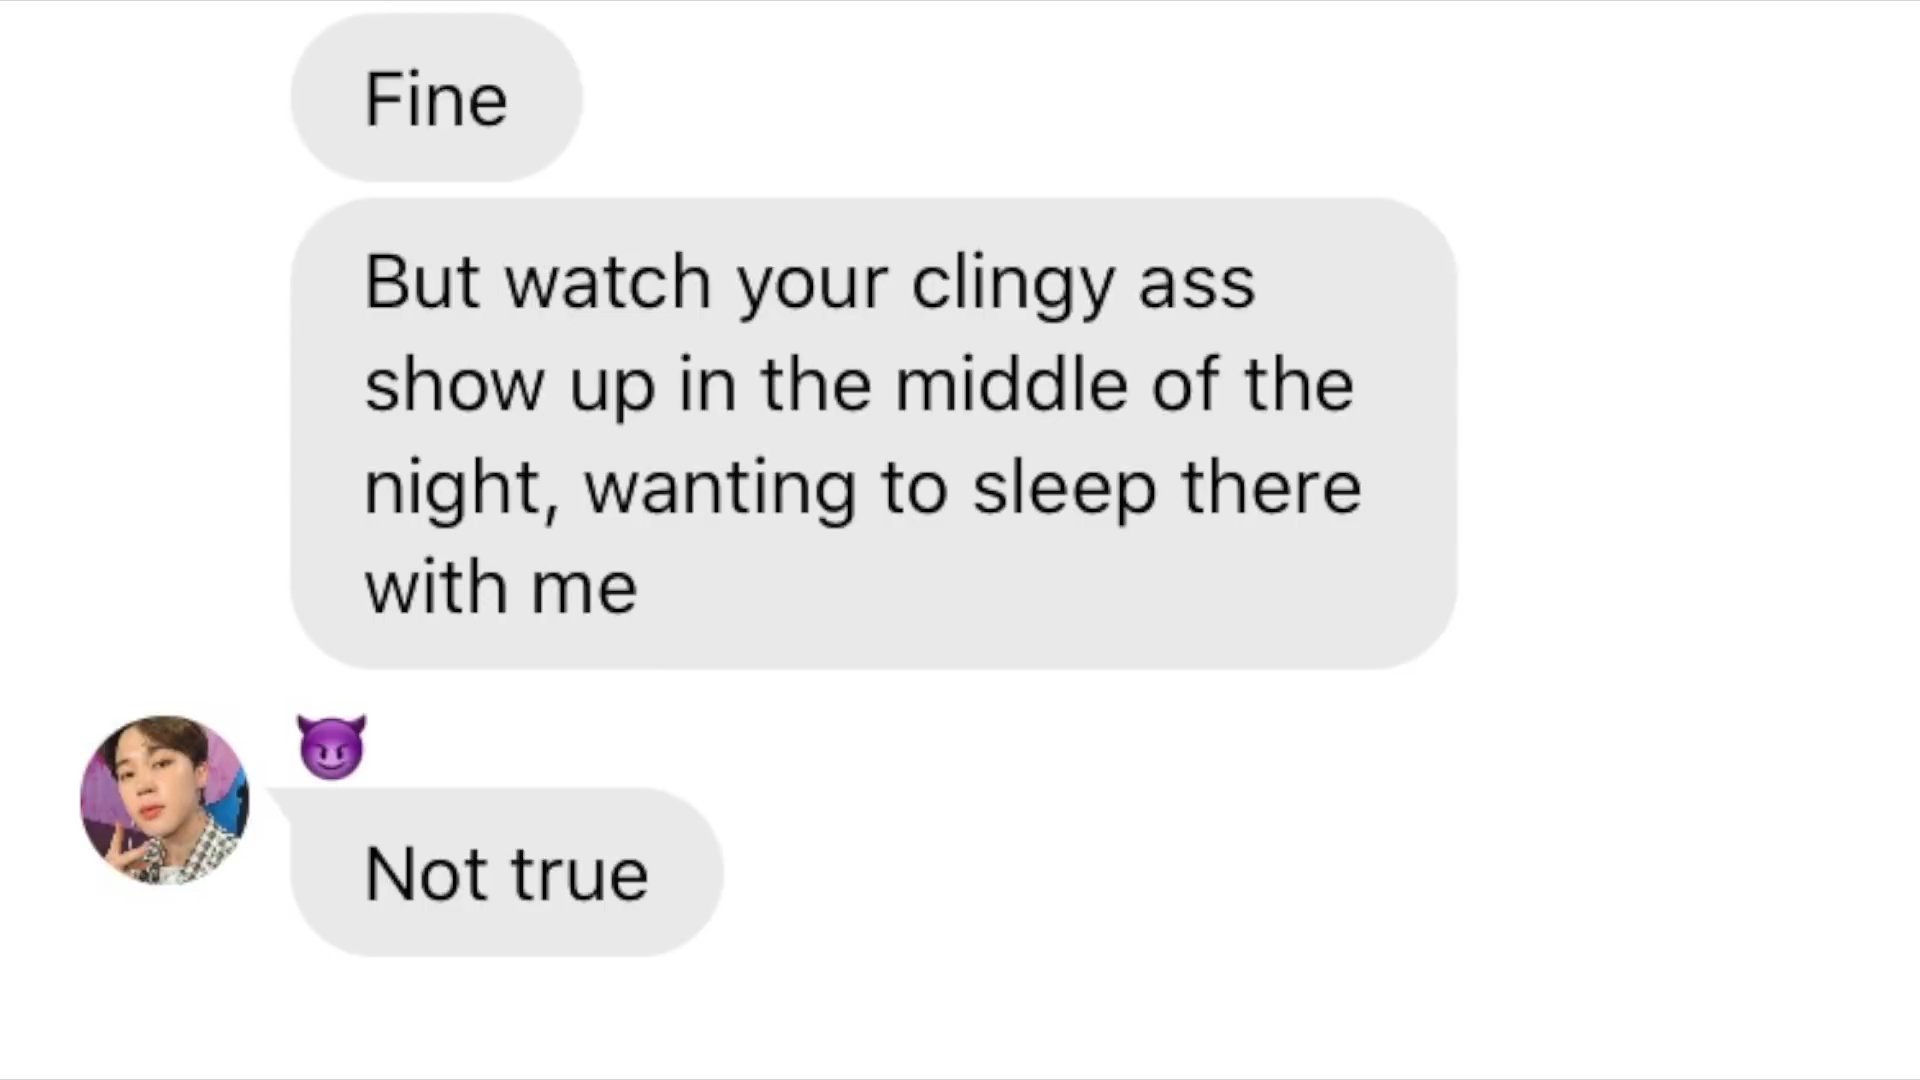 Fine
But watch your clingy ass
show up in the middle of the
night, wanting to sleep there
with me
😈
Not true